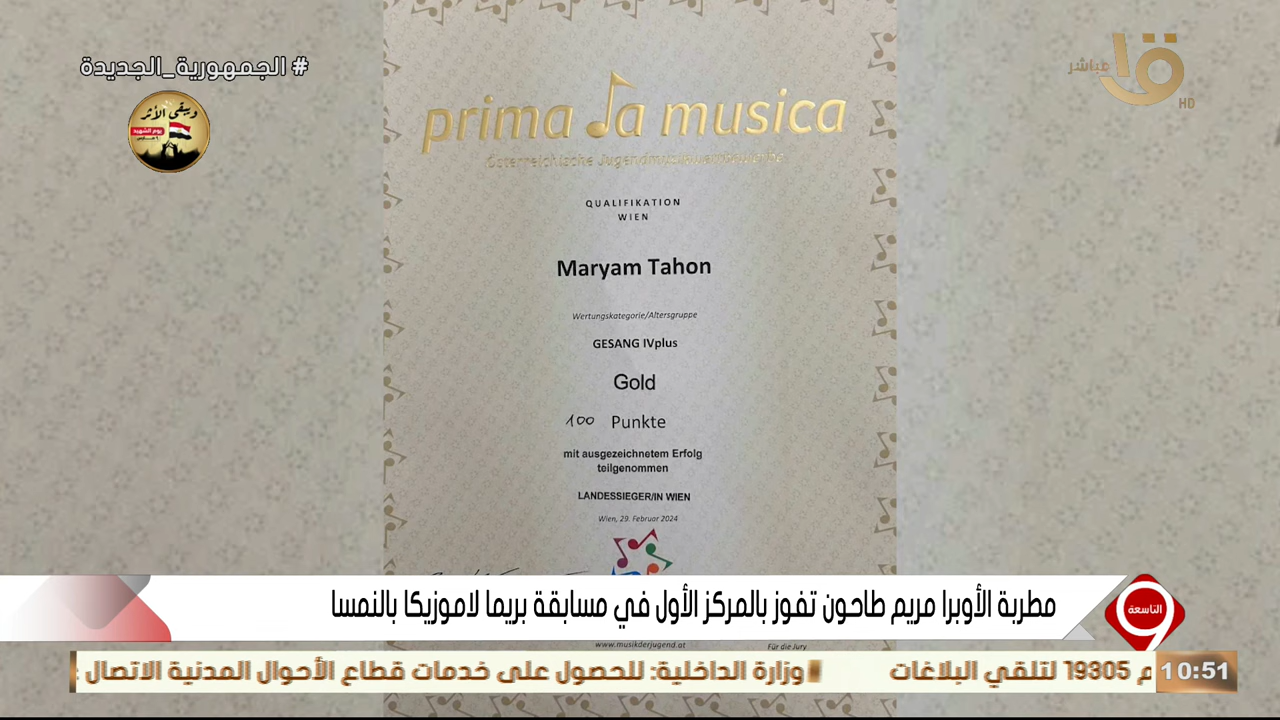 # الجمهورية_الجديدة
ويبقى الأثر
يوم الشهيد
مباشر
HD
prima la musica
Österreichische Jugendmusikwettbewerbe
QUALIFIKATION
WIEN
Maryam Tahon
Wertungskategorie/Altersgruppe
GESANG IVplus
Gold
100 Punkte
mit ausgezeichnetem Erfolg
teilgenommen
LANDESSIEGER/IN WIEN
Wien, 29. Februar 2024
مطربة الأوبرا مريم طاحون تفوز بالمركز الأول في مسابقة بريما لاموزيكا بالنمسا
التاسعة
9
www.musikderjugend.at
Für die Jury
10:51
م 19305 لتلقي البلاغات
وزارة الداخلية: للحصول على خدمات قطاع الأحوال المدنية الاتصال